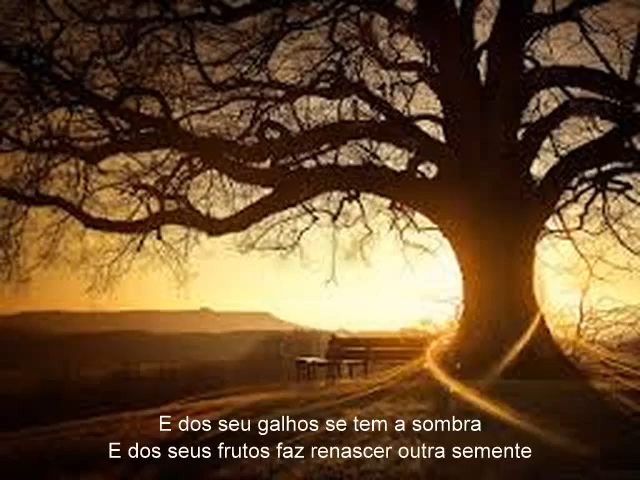 E dos seu galhos se tem a sombra
E dos seus frutos faz renascer outra semente